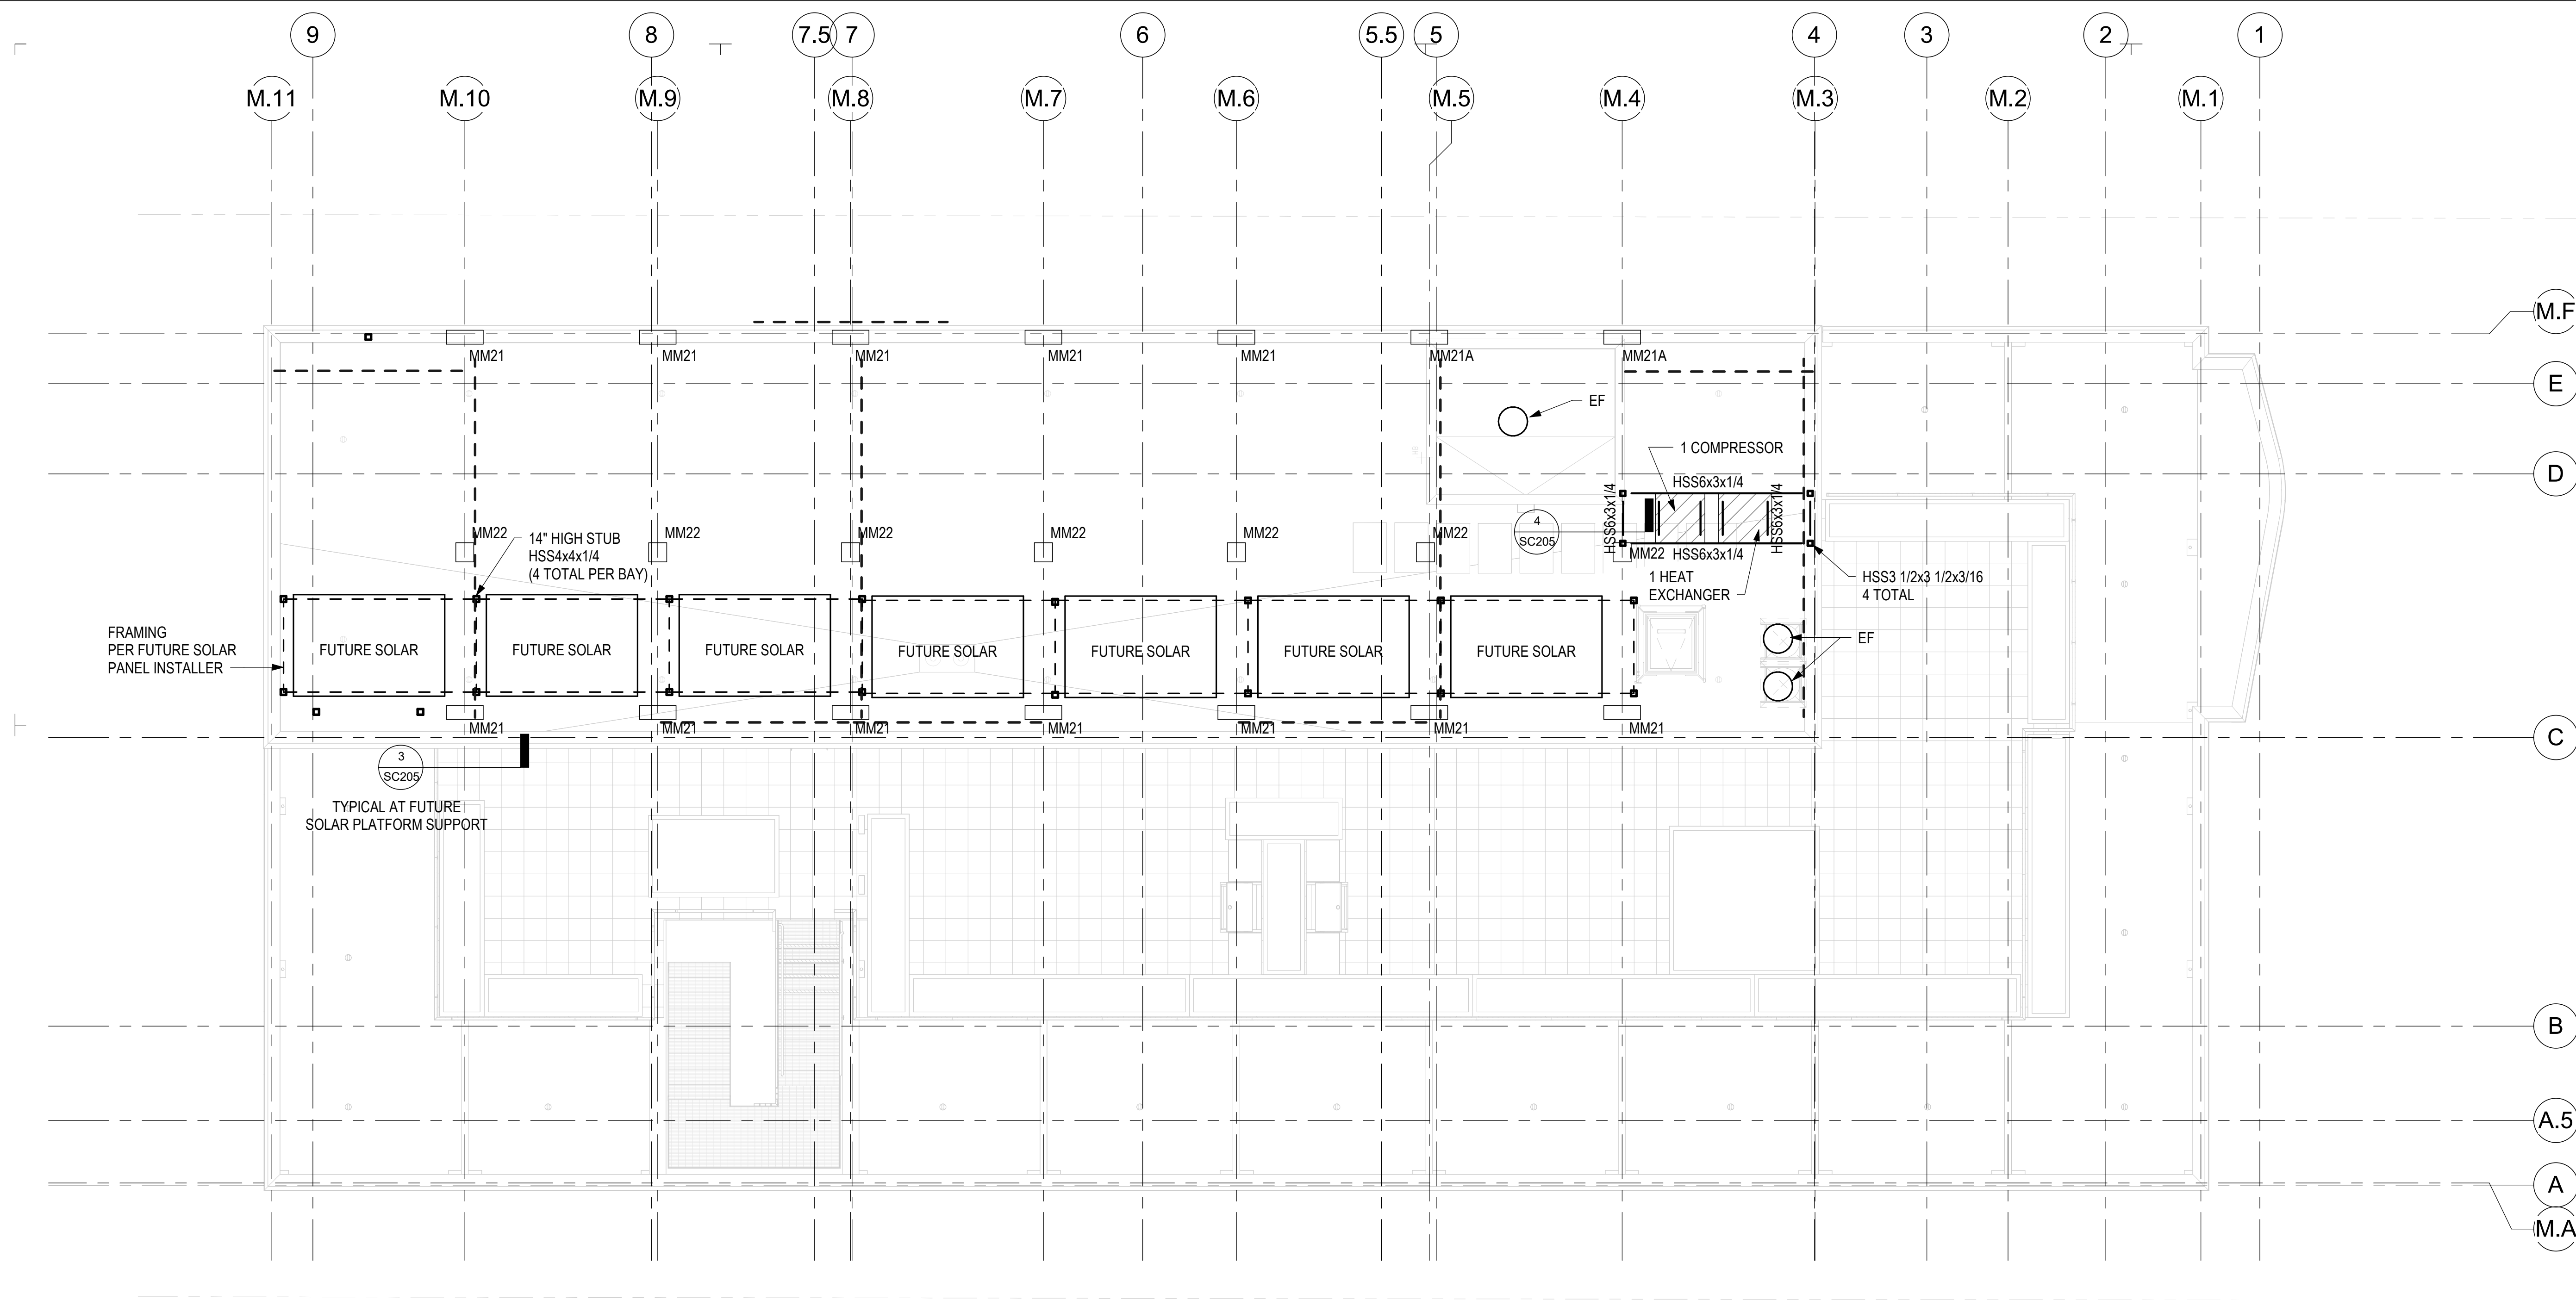 9
8
7.5
7
6
5.5
5
4
3
2
1
M.11
M.10
M.9
M.8
M.7
M.6
M.5
M.4
M.3
M.2
M.1
M.F
MM21
MM21
MM21
MM21
MM21
MM21A
MM21A
E
EF
D
1 COMPRESSOR
HSS6x3x1/4
HSS6x3x1/4
HSS6x3x1/4
HSS6x3x1/4
4
SC205
MM22
MM22
MM22
MM22
MM22
MM22
MM22
14" HIGH STUB
HSS4x4x1/4
(4 TOTAL PER BAY)
1 HEAT
EXCHANGER
HSS3 1/2x3 1/2x3/16
4 TOTAL
EF
FRAMING
PER FUTURE SOLAR
PANEL INSTALLER
FUTURE SOLAR
FUTURE SOLAR
FUTURE SOLAR
FUTURE SOLAR
FUTURE SOLAR
FUTURE SOLAR
FUTURE SOLAR
MM21
MM21
MM21
MM21
MM21
MM21
MM21
C
3
SC205
TYPICAL AT FUTURE
SOLAR PLATFORM SUPPORT
B
A.5
A
M.A